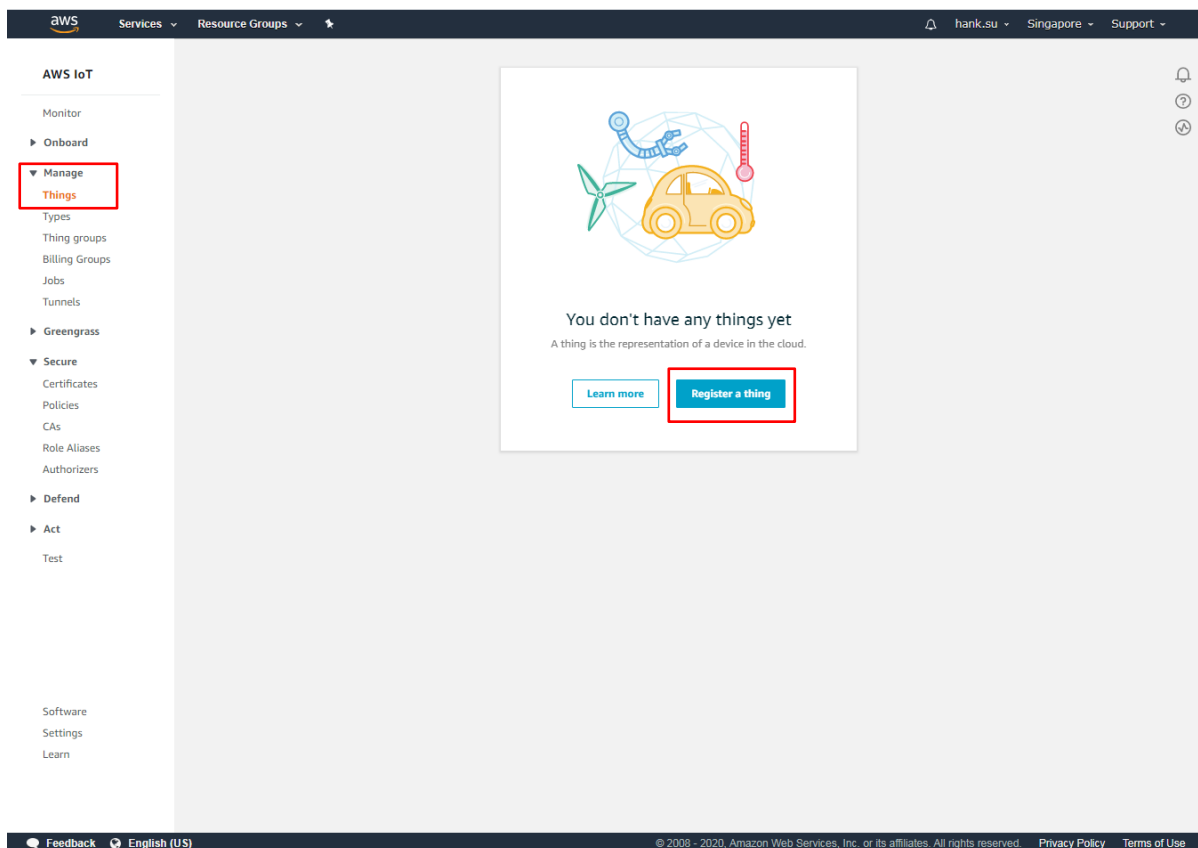 aws Services Resource Groups hank.su Singapore Support
AWS IoT
Monitor
Onboard
Manage
Things
Types
Thing groups
Billing Groups
Jobs
Tunnels
Greengrass
Secure
Certificates
Policies
CAs
Role Aliases
Authorizers
Defend
Act
Test
Software
Settings
Learn
You don't have any things yet
A thing is the representation of a device in the cloud.
Learn more Register a thing
Feedback English (US) © 2008 - 2020, Amazon Web Services, Inc. or its affiliates. All rights reserved. Privacy Policy Terms of Use